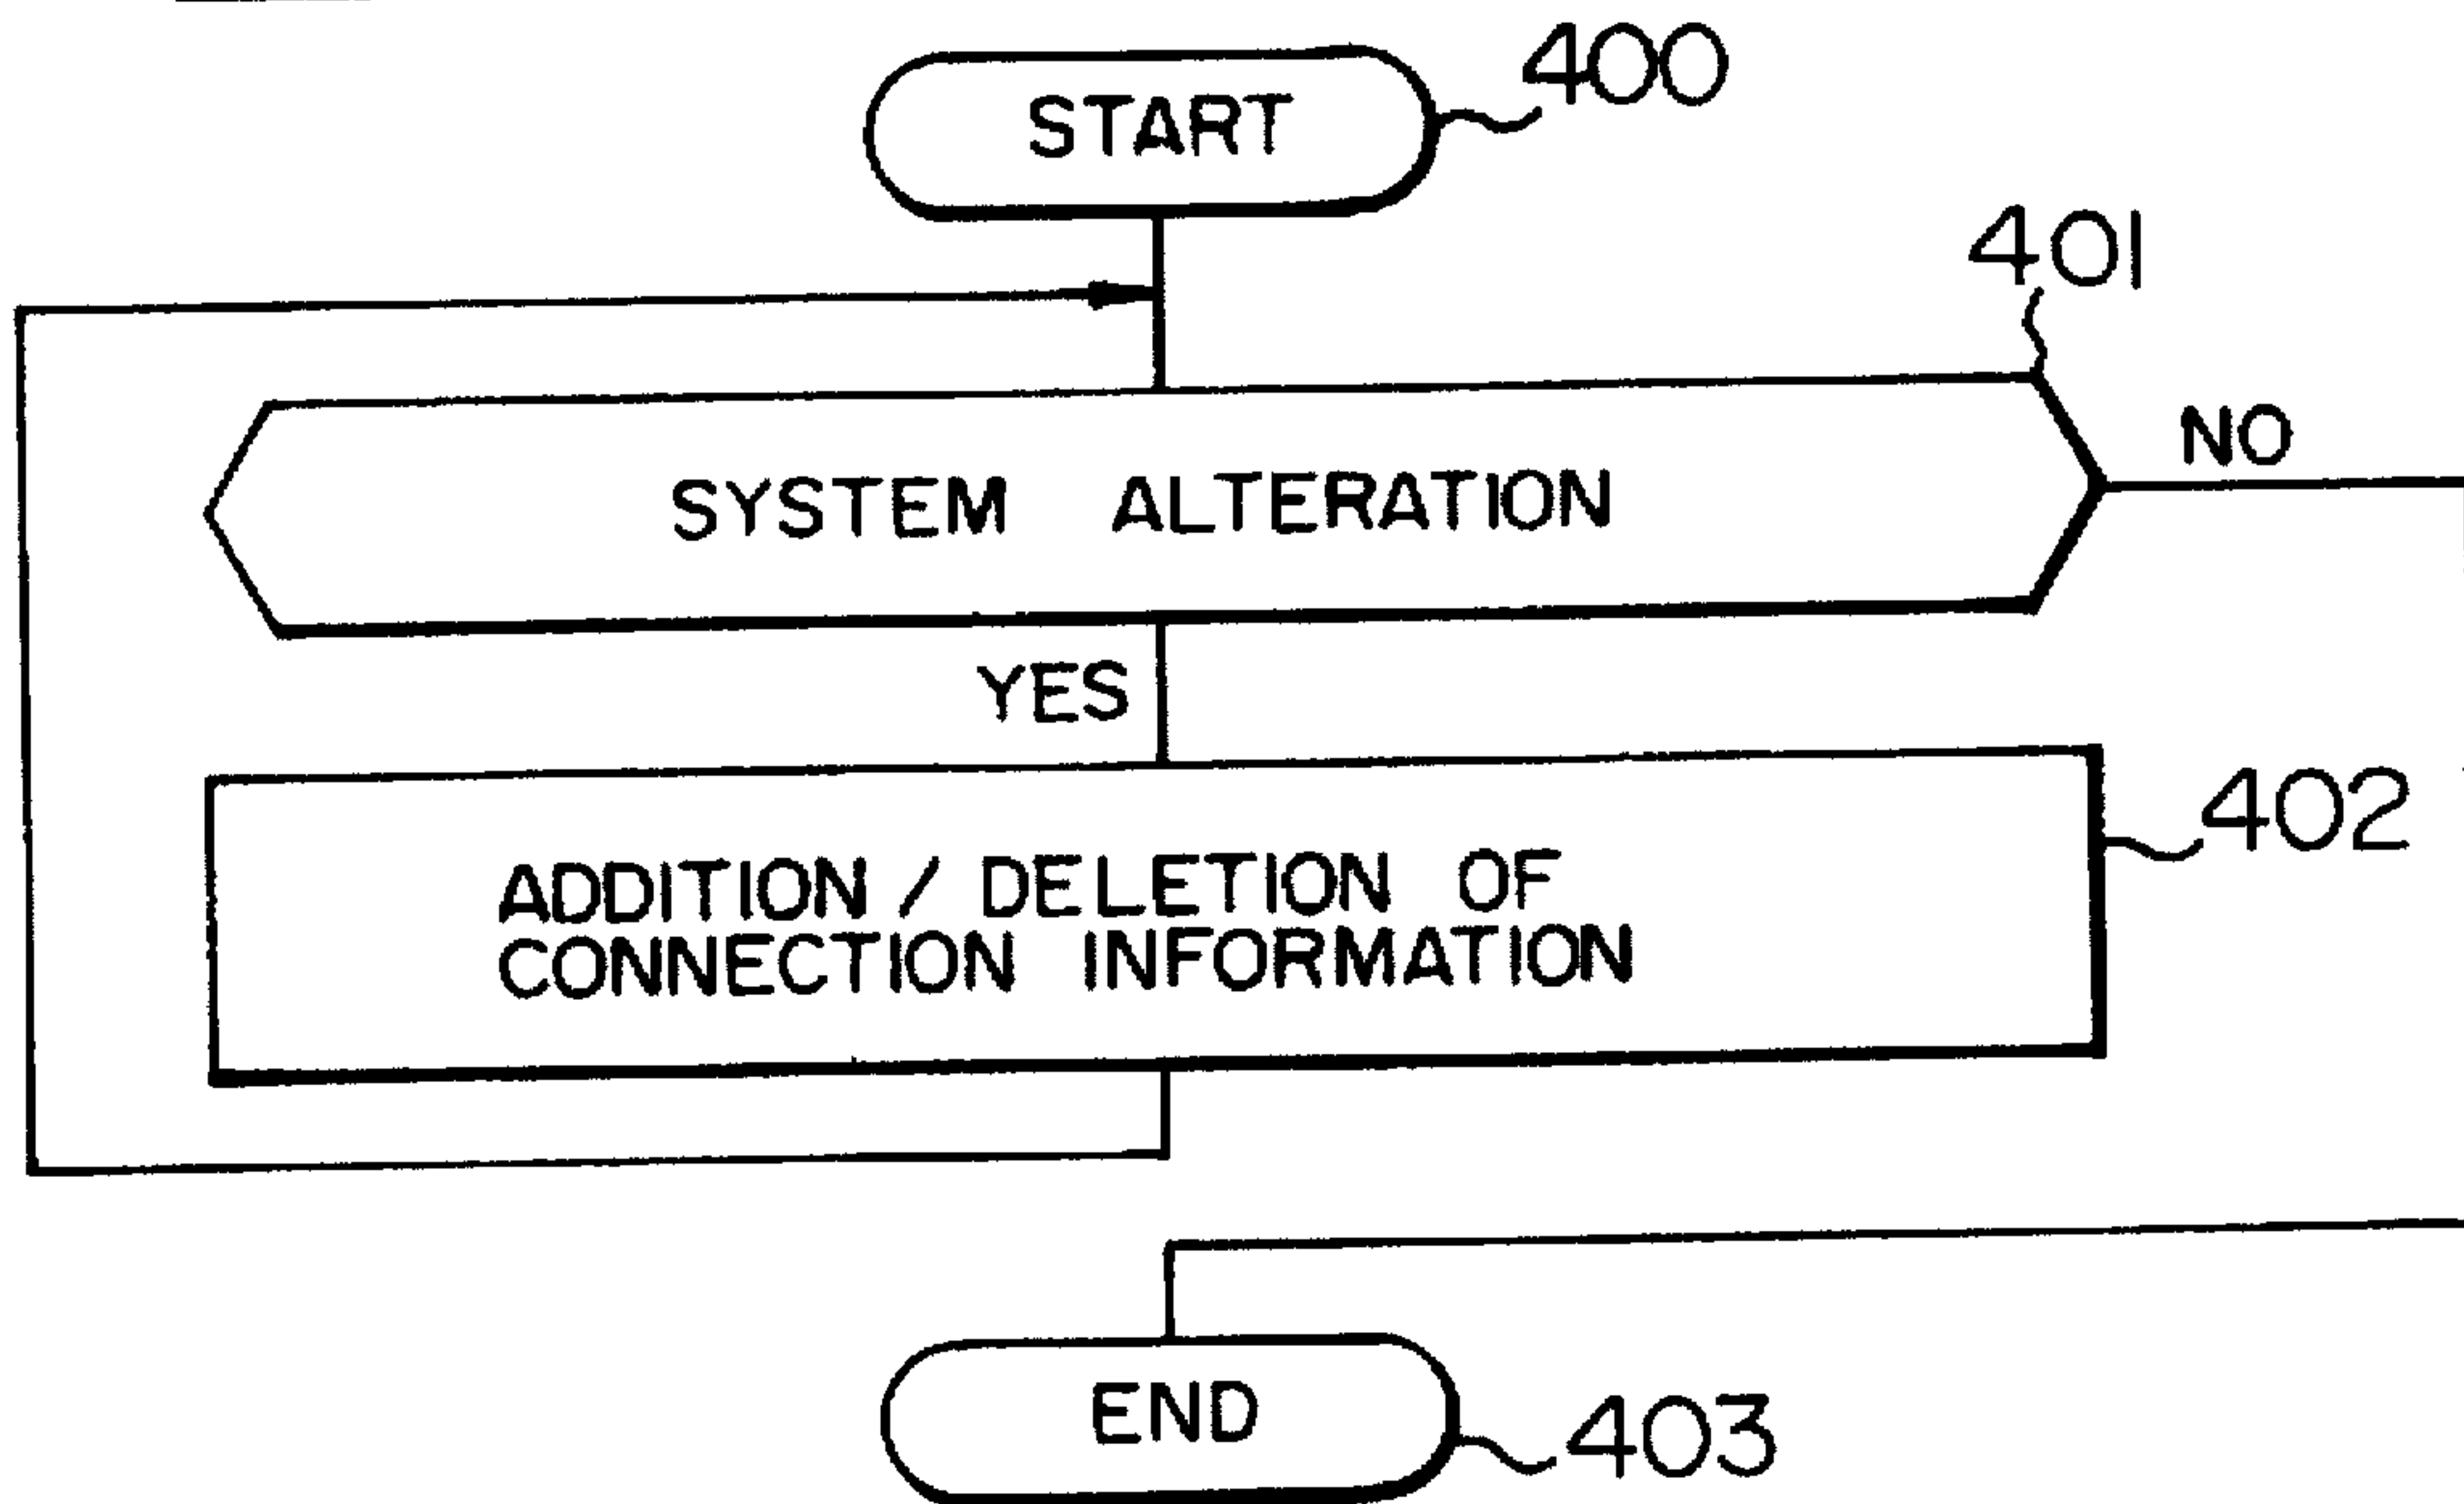 START
400
401
SYSTEM ALTERATION
NO
YES
402
ADDITION / DELETION OF
CONNECTION INFORMATION
END
403